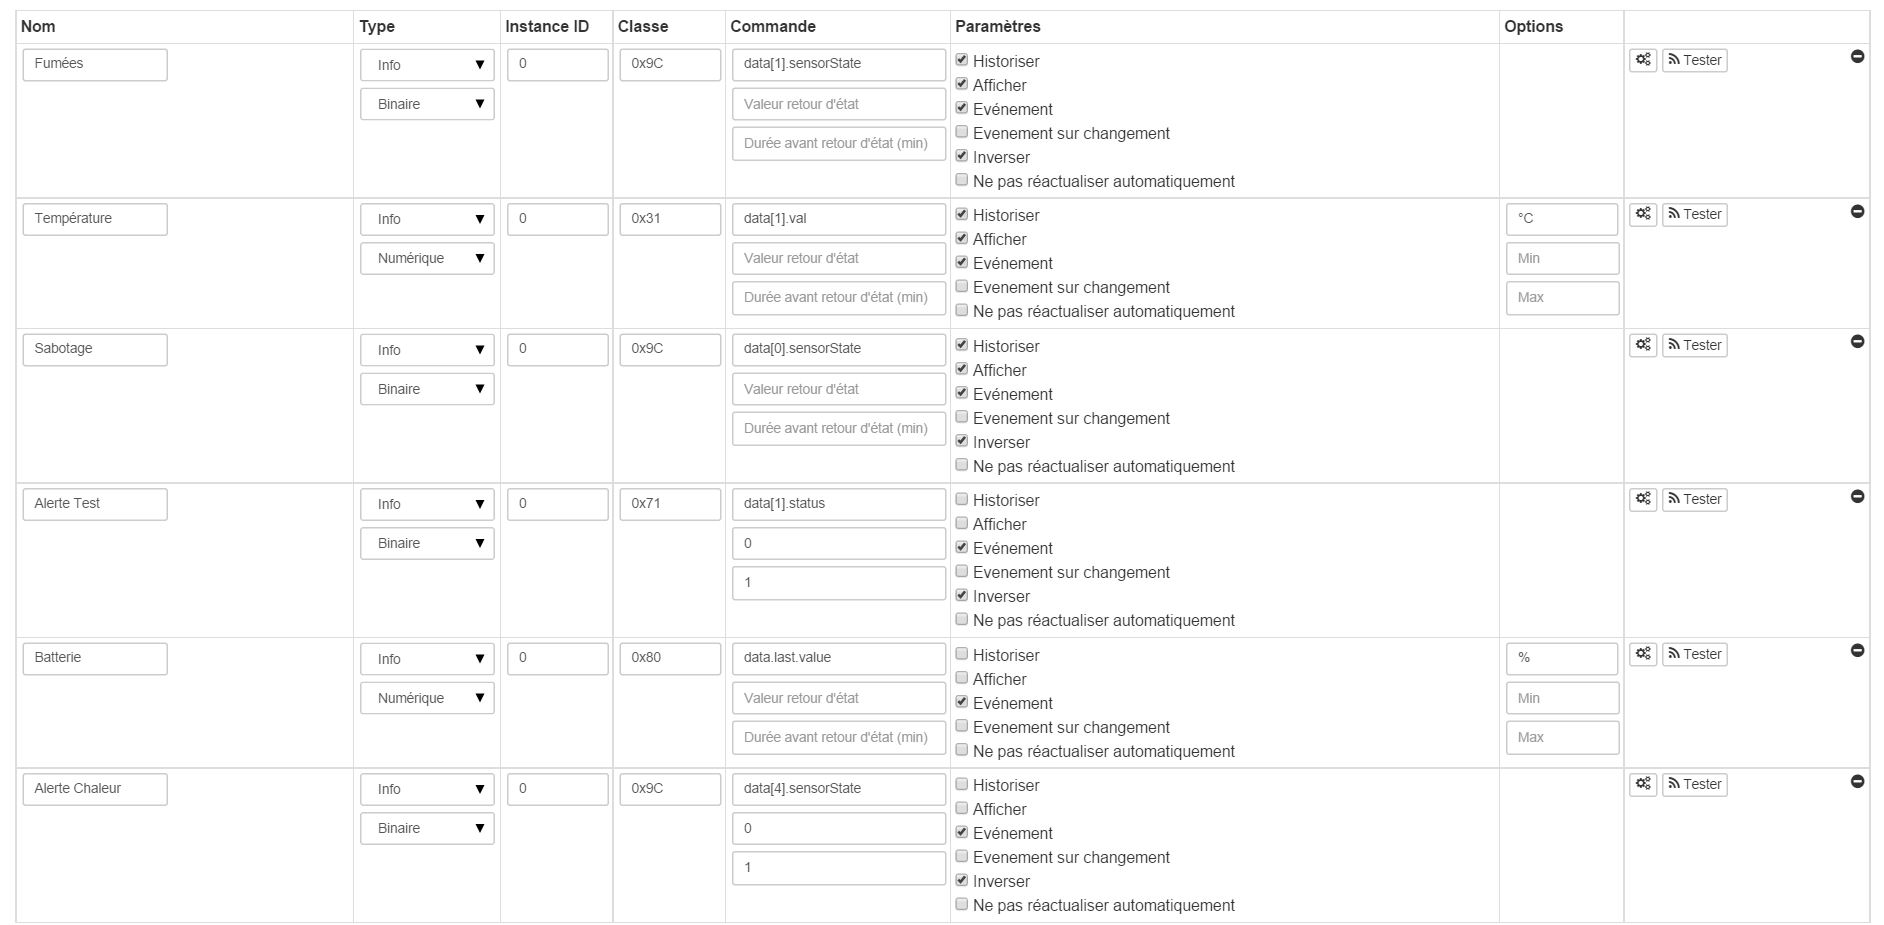 Nom Type Instance ID Classe Commande Paramètres Options
Fumées Info 0 0x9C data[1].sensorState Historiser Tester
Afficher
Binaire Valeur retour d'état Evénement
Evenement sur changement
Durée avant retour d'état (min) Inverser
Ne pas réactualiser automatiquement
Température Info 0 0x31 data[1].val Historiser °C Tester
Afficher
Numérique Valeur retour d'état Evénement Min
Evenement sur changement
Durée avant retour d'état (min) Ne pas réactualiser automatiquement Max
Sabotage Info 0 0x9C data[0].sensorState Historiser Tester
Afficher
Binaire Valeur retour d'état Evénement
Evenement sur changement
Durée avant retour d'état (min) Inverser
Ne pas réactualiser automatiquement
Alerte Test Info 0 0x71 data[1].status Historiser Tester
Afficher
Binaire 0 Evénement
Evenement sur changement
1 Inverser
Ne pas réactualiser automatiquement
Batterie Info 0 0x80 data.last.value Historiser % Tester
Afficher
Numérique Valeur retour d'état Evénement Min
Evenement sur changement
Durée avant retour d'état (min) Ne pas réactualiser automatiquement Max
Alerte Chaleur Info 0 0x9C data[4].sensorState Historiser Tester
Afficher
Binaire 0 Evénement
Evenement sur changement
1 Inverser
Ne pas réactualiser automatiquement